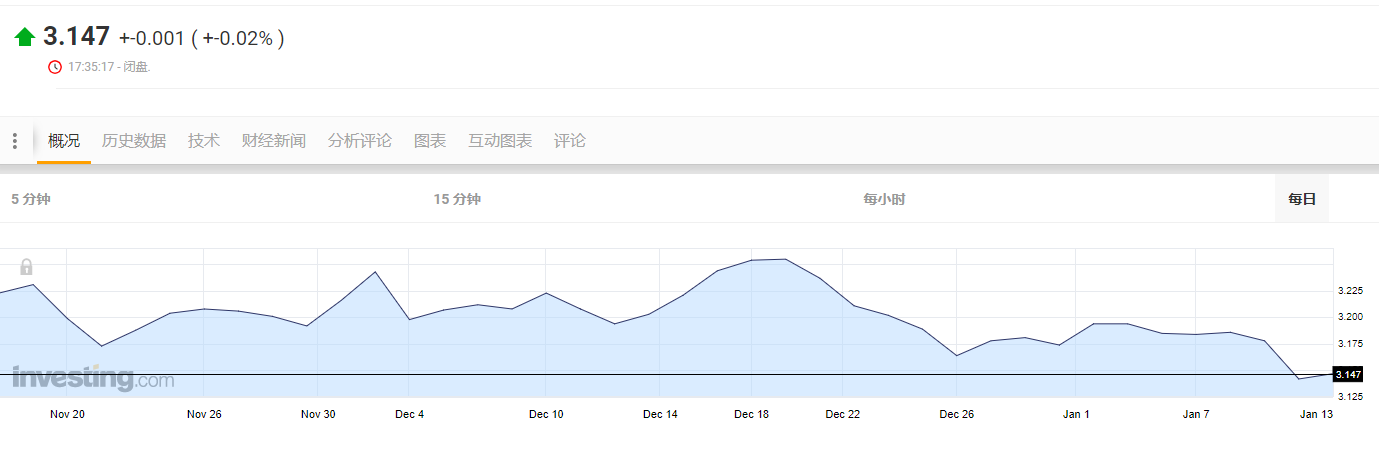 3.147 +-0.001 ( +-0.02% )
17:35:17 - 闭盘.
概况 历史数据 技术 财经新闻 分析评论 图表 互动图表 评论
5 分钟 15 分钟 每小时 每日
3.225
3.200
3.175
3.147
3.125
Investing.com
Nov 20 Nov 26 Nov 30 Dec 4 Dec 10 Dec 14 Dec 18 Dec 22 Dec 26 Jan 1 Jan 7 Jan 13